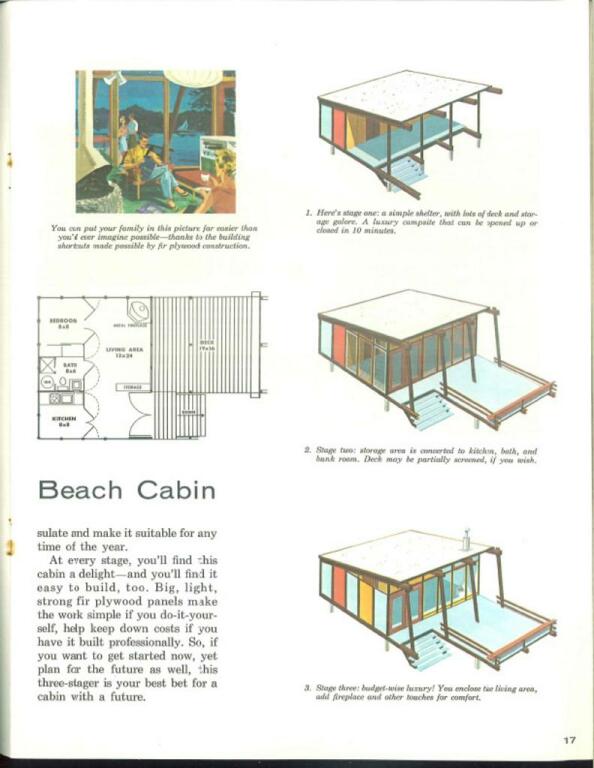 You can put your family in this picture far easier than
you'd ever imagine possible—thanks to the building
shortcuts made possible by fir plywood construction.
1. Here's stage one: a simple shelter, with lots of deck and stor-
age galore. A luxury campsite that can be opened up or
closed in 10 minutes.
BEDROOM
8x8
METAL FIREPLACE
LIVING AREA
12x24
DECK
19x16
BATH
8x6
STORAGE
KITCHEN
8x8
DOWN
2. Stage two: storage area is converted to kitchen, bath, and
bunk room. Deck may be partially screened, if you wish.
Beach Cabin
sulate and make it suitable for any
time of the year.
At every stage, you'll find this
cabin a delight—and you'll find it
easy to build, too. Big, light,
strong fir plywood panels make
the work simple if you do-it-your-
self, help keep down costs if you
have it built professionally. So, if
you want to get started now, yet
plan for the future as well, this
three-stager is your best bet for a
cabin with a future.
3. Stage three: budget-wise luxury! You enclose the living area,
add fireplace and other touches for comfort.
17